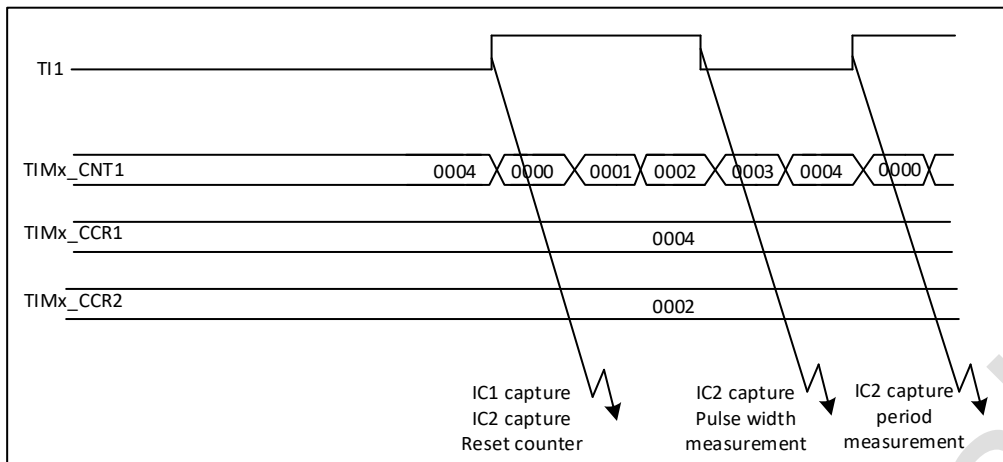 TI1
TIMx_CNT1 0004 0000 0001 0002 0003 0004 0000
TIMx_CCR1
0004
TIMx_CCR2
0002
IC1 capture
IC2 capture
Reset counter
IC2 capture
Pulse width
measurement
IC2 capture
period
measurement